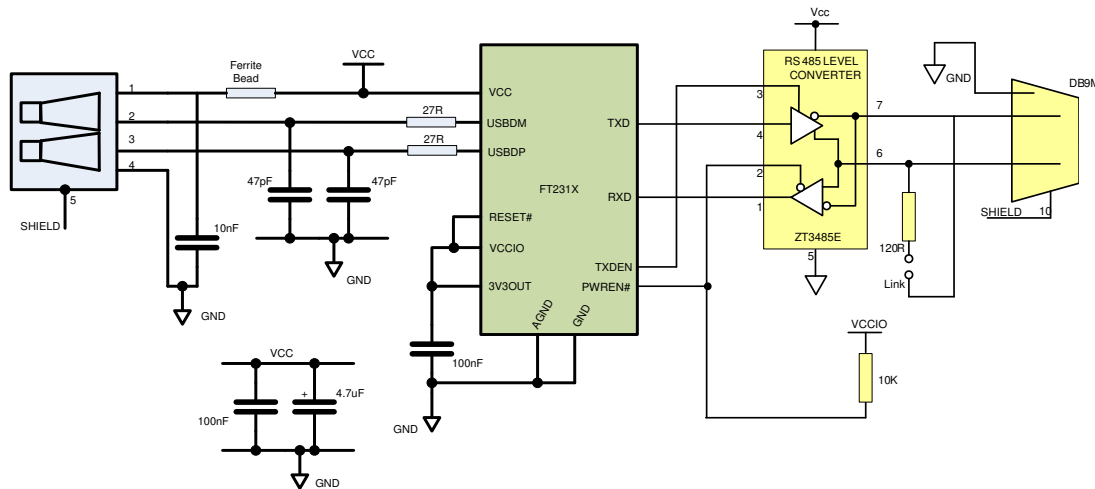 Vcc
VCC
Ferrite
Bead
GND
DB9M
RS485 LEVEL
CONVERTER
1
VCC
3
7
27R
2
USBDM
TXD
4
27R
3
USBDP
6
4
2
47pF
47pF
FT231X
RXD
1
5
SHIELD
SHIELD
10
RESET#
10nF
ZT3485E
VCCIO
120R
5
TXDEN
GND
3V3OUT
PWREN#
Link
GND
AGND
GND
VCCIO
VCC
100nF
10K
4.7uF
+
100nF
GND
GND